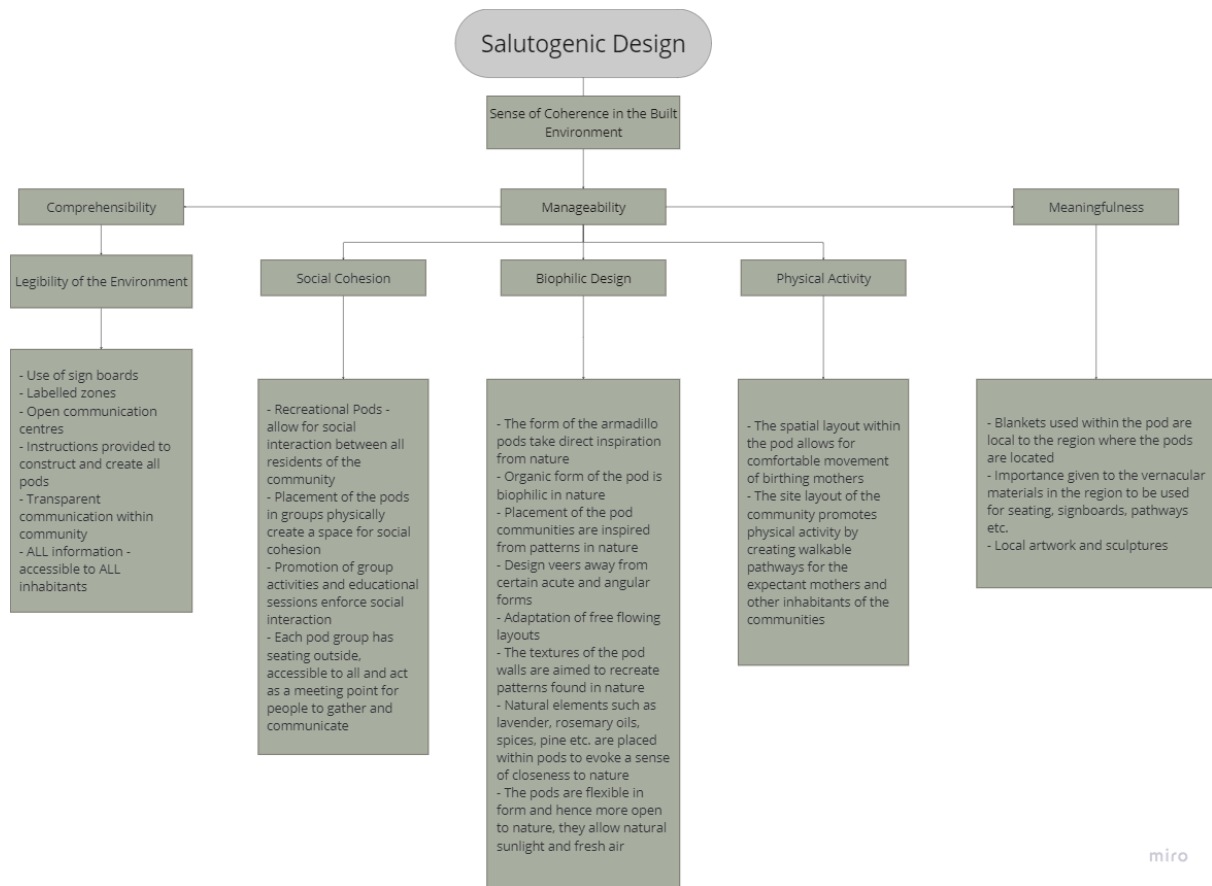 Salutogenic Design
Sense of Coherence in the Built
Environment
Comprehensibility
Manageability
Meaningfulness
Legibility of the Environment
Social Cohesion
Biophilic Design
Physical Activity
- Use of sign boards
- Labelled zones
- Open communication
centres
- Instructions provided to
construct and create all
pods
- Transparent
communication within
community
- ALL information -
accessible to ALL
inhabitants
- Recreational Pods -
allow for social
interaction between all
residents of the
community
- Placement of the pods
in groups physically
create a space for social
cohesion
- Promotion of group
activities and educational
sessions enforce social
interaction
- Each pod group has
seating outside,
accessible to all and act
as a meeting point for
people to gather and
communicate
- The form of the armadillo
pods take direct inspiration
from nature
- Organic form of the pod is
biophilic in nature
- Placement of the pod
communities are inspired
from patterns in nature
- Design veers away from
certain acute and angular
forms
- Adaptation of free flowing
layouts
- The textures of the pod
walls are aimed to recreate
patterns found in nature
- Natural elements such as
lavender, rosemary oils,
spices, pine etc. are placed
within pods to evoke a sense
of closeness to nature
- The pods are flexible in
form and hence more open
to nature, they allow natural
sunlight and fresh air
- The spatial layout within
the pod allows for
comfortable movement
of birthing mothers
- The site layout of the
community promotes
physical activity by
creating walkable
pathways for the
expectant mothers and
other inhabitants of the
communities
- Blankets used within the pod are
local to the region where the pods
are located
- Importance given to the vernacular
materials in the region to be used
for seating, signboards, pathways
etc.
- Local artwork and sculptures
miro